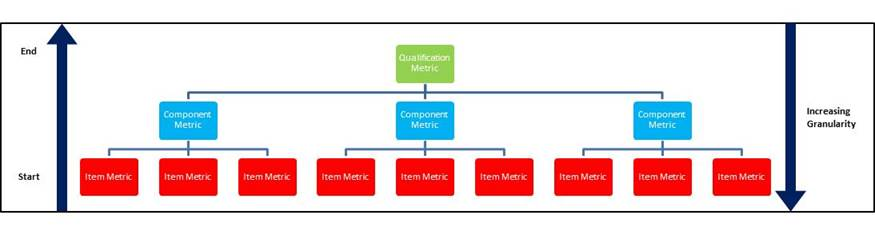 End
Qualification
Metric
Component
Metric
Component
Metric
Component
Metric
Increasing
Granularity
Start
Item Metric
Item Metric
Item Metric
Item Metric
Item Metric
Item Metric
Item Metric
Item Metric
Item Metric